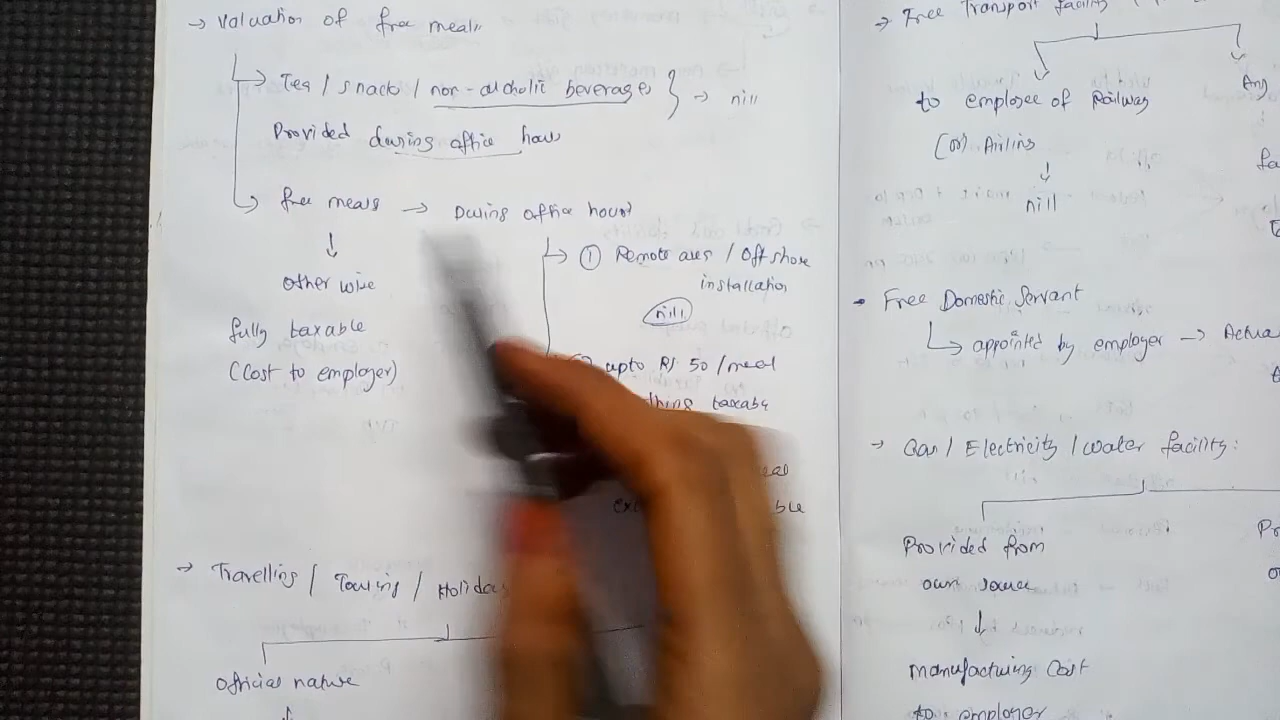 → valuation of free meals
→ Tea / snacks / non-alcoholic beverages } → nill
Provided during office hours
→ free meals → During office hours
↓
other wise
fully taxable
(Cost to employer)
→ ① Remote area / Off shore
installation
nill
upto Rs 50 / meal
taxable
→ Travelling / Touring / Holidays
Official nature
→ Free Transport facility
to employee of Railway
(or) Airlins
↓
nill
Any
→ Free Domestic Servant
→ appointed by employer →
→ Gas / Electricity / water facility:
Provided from
own source
↓
manufacturing Cost
to employer